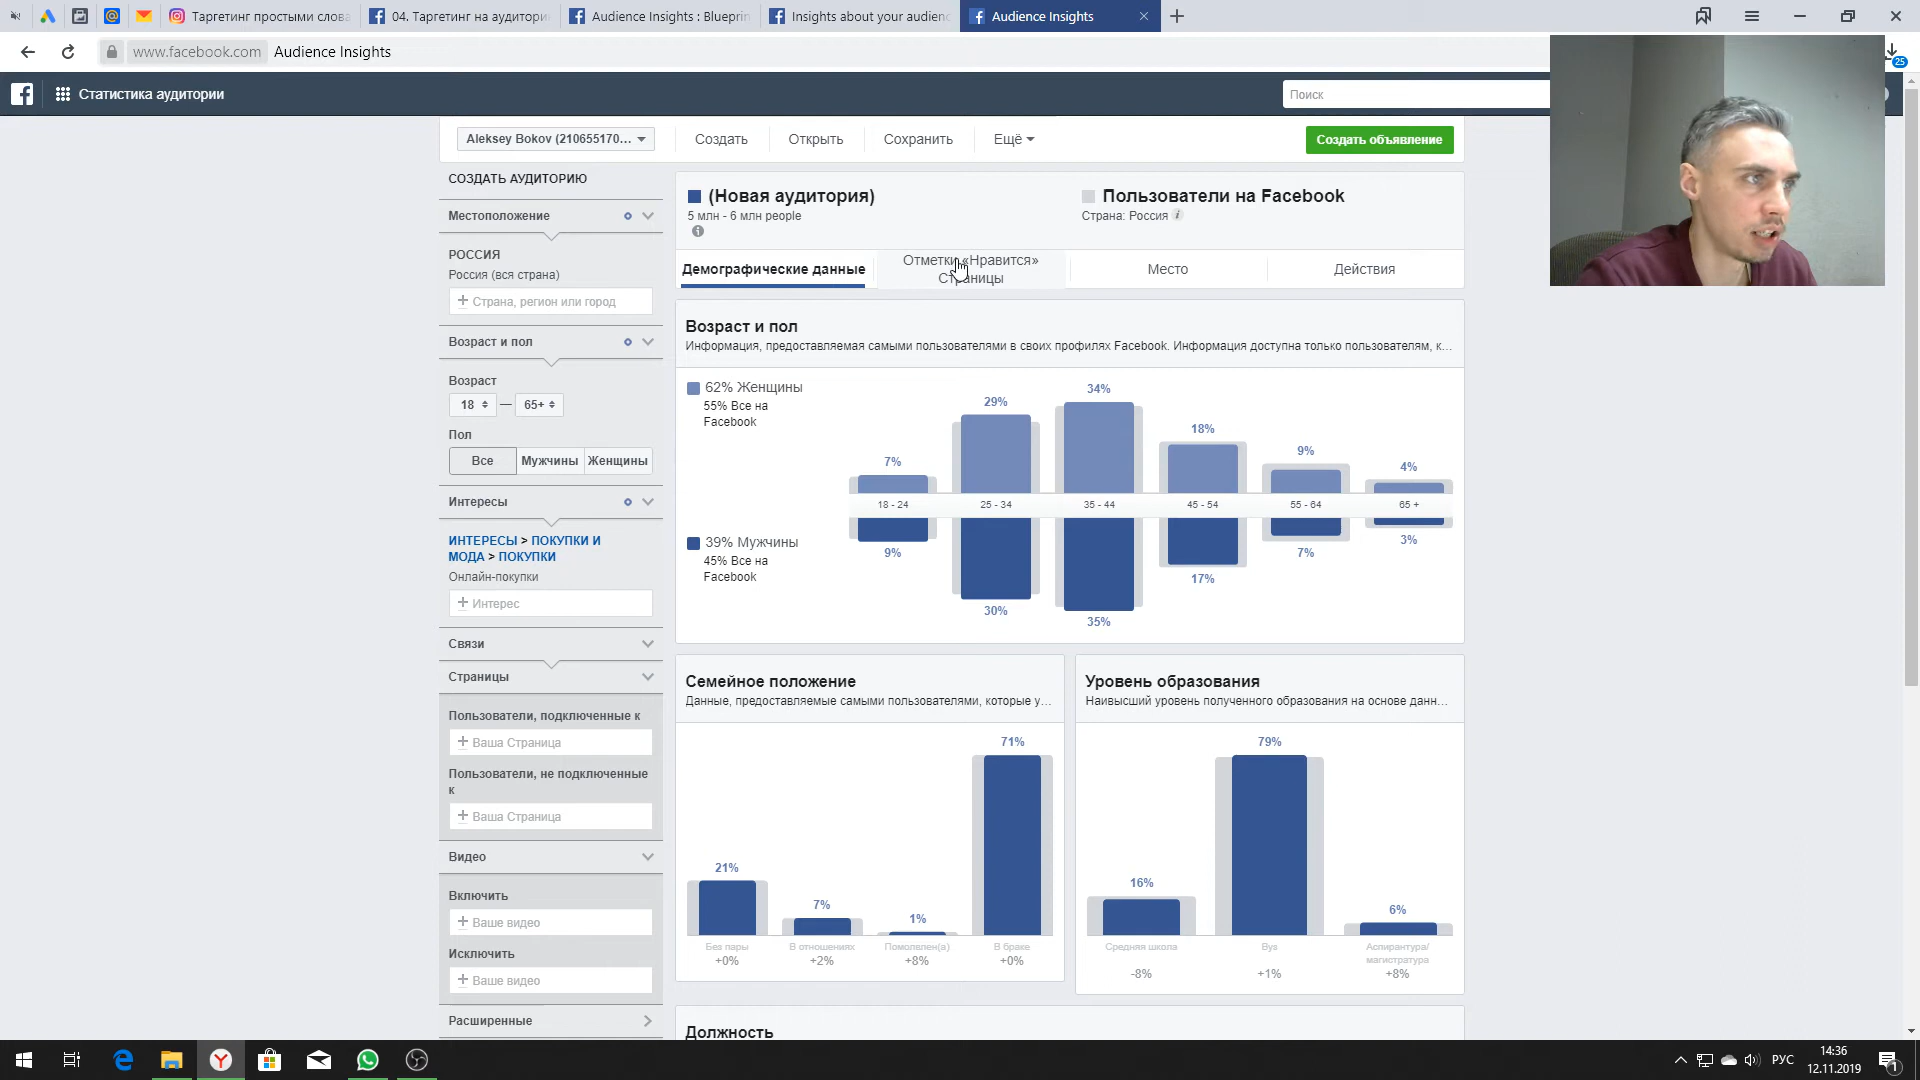 Таргетинг простыми слова
04. Таргетинг на аудитори
Audience Insights : Blueprin
Insights about your audien
Audience Insights
www.facebook.com
Audience Insights
25
Статистика аудитории
Поиск
Aleksey Bokov (210655170...
Создать
Открыть
Сохранить
Ещё
Создать объявление
СОЗДАТЬ АУДИТОРИЮ
Местоположение
РОССИЯ
Россия (вся страна)
+ Страна, регион или город
Возраст и пол
Возраст
18 — 65+
Пол
Все
Мужчины
Женщины
Интересы
ИНТЕРЕСЫ > ПОКУПКИ И
МОДА > ПОКУПКИ
Онлайн-покупки
+ Интерес
Связи
Страницы
Пользователи, подключенные к
+ Ваша Страница
Пользователи, не подключенные
к
+ Ваша Страница
Видео
Включить
+ Ваше видео
Исключить
+ Ваше видео
Расширенные
(Новая аудитория)
5 млн - 6 млн people
Пользователи на Facebook
Страна: Россия
Демографические данные
Отметки «Нравится»
Страницы
Место
Действия
Возраст и пол
Информация, предоставляемая самыми пользователями в своих профилях Facebook. Информация доступна только пользователям, к...
62% Женщины
55% Все на
Facebook
7%
29%
34%
18%
9%
4%
18 - 24
25 - 34
35 - 44
45 - 54
55 - 64
65 +
39% Мужчины
45% Все на
Facebook
9%
30%
35%
17%
7%
3%
Семейное положение
Данные, предоставляемые самыми пользователями, которые у...
21%
7%
1%
71%
Без пары
В отношениях
Помолвлен(а)
В браке
+0%
+2%
+8%
+0%
Уровень образования
Наивысший уровень полученного образования на основе данн...
16%
79%
6%
Средняя школа
Вуз
Аспирантура/
магистратура
-8%
+1%
+8%
Должность
РУС
14:36
12.11.2019
1